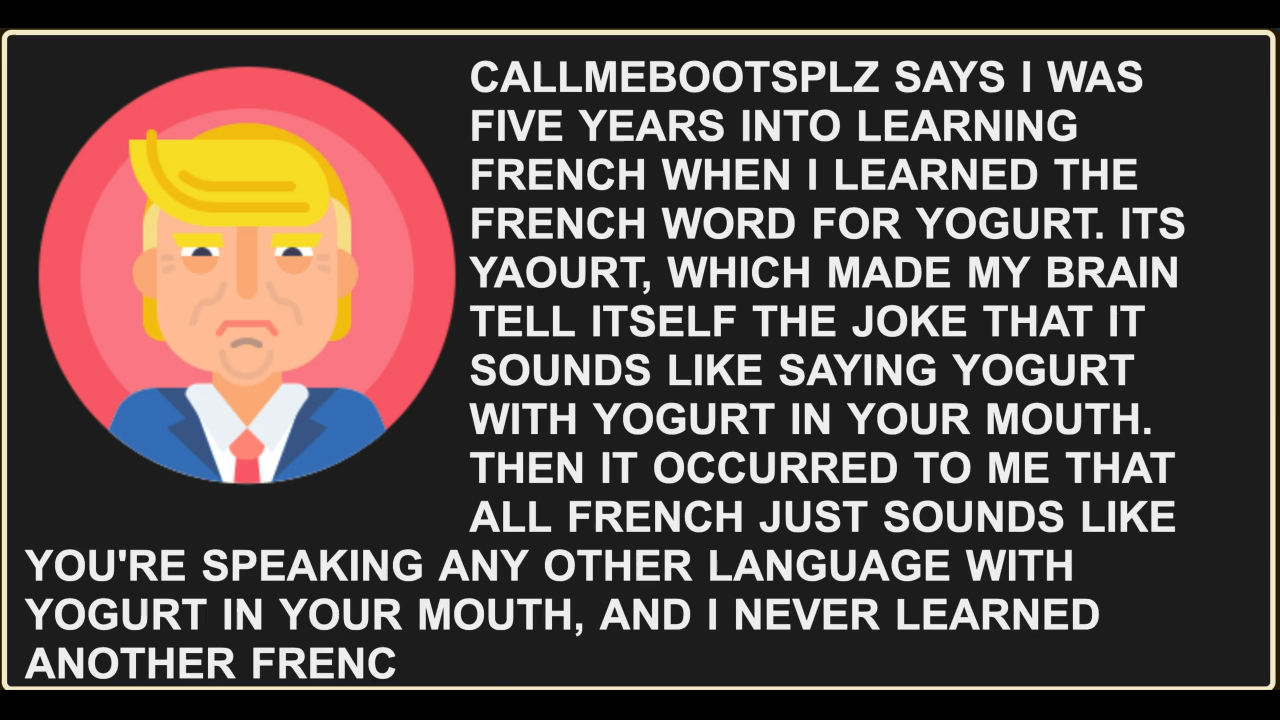 CALLMEBOOTSPLZ SAYS I WAS
FIVE YEARS INTO LEARNING
FRENCH WHEN I LEARNED THE
FRENCH WORD FOR YOGURT. ITS
YAOURT, WHICH MADE MY BRAIN
TELL ITSELF THE JOKE THAT IT
SOUNDS LIKE SAYING YOGURT
WITH YOGURT IN YOUR MOUTH.
THEN IT OCCURRED TO ME THAT
ALL FRENCH JUST SOUNDS LIKE
YOU'RE SPEAKING ANY OTHER LANGUAGE WITH
YOGURT IN YOUR MOUTH, AND I NEVER LEARNED
ANOTHER FRENC